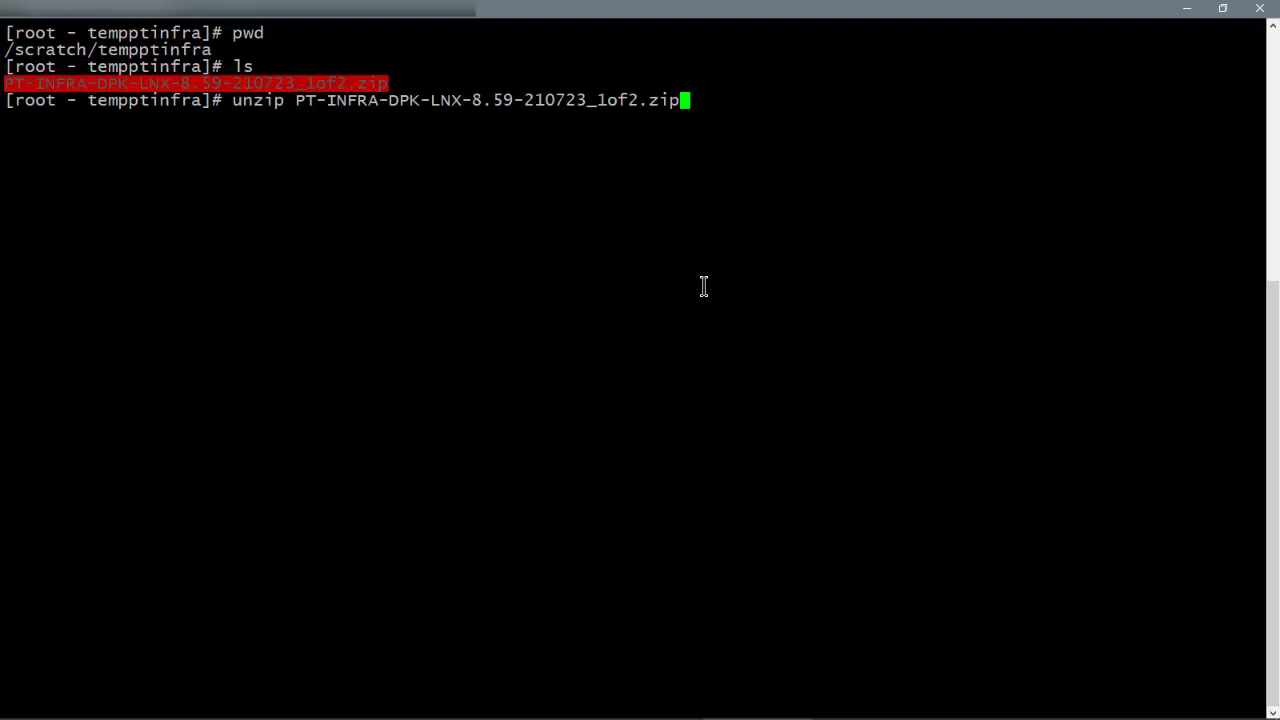 [root - tempptinfra]# pwd
/scratch/tempptinfra
[root - tempptinfra]# ls
PT-INFRA-DPK-LNX-8.59-210723_1of2.zip
[root - tempptinfra]# unzip PT-INFRA-DPK-LNX-8.59-210723_1of2.zip